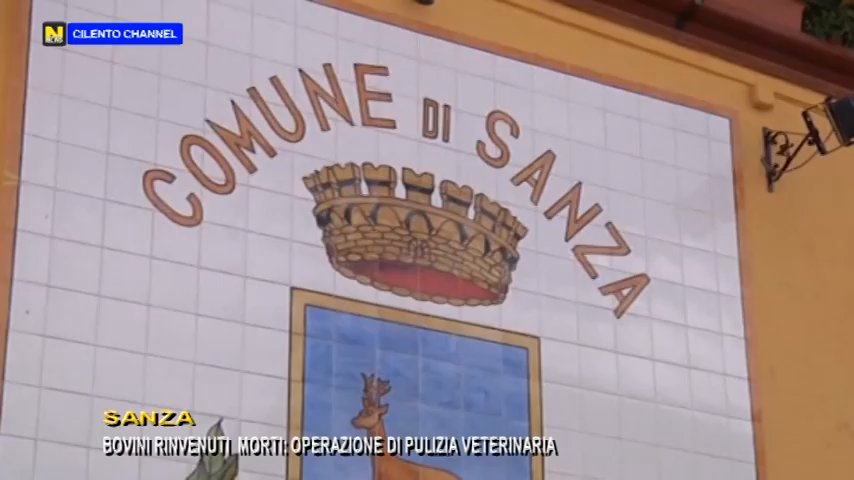 N
CILENTO CHANNEL
COMUNE DI SANZA
SANZA
BOVINI RINVENUTI MORTI: OPERAZIONE DI PULIZIA VETERINARIA